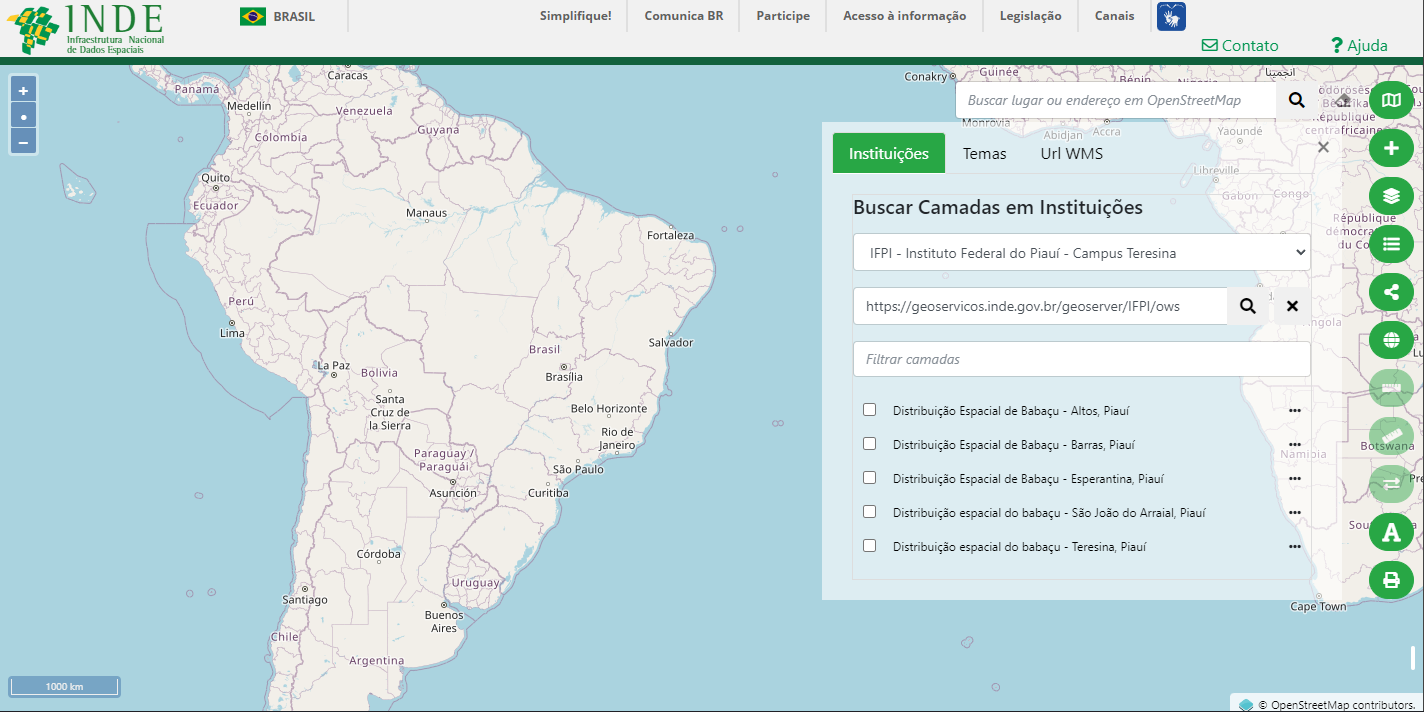 INDE
Infraestrutura Nacional
de Dados Espaciais
BRASIL
Simplifique!
Comunica BR
Participe
Acesso à informação
Legislação
Canais
Contato
? Ajuda
+
−
Caracas
Panamá
Medellín
Venezuela
Guyana
Colombia
Quito
Ecuador
Manaus
Fortaleza
Perú
Lima
Brasil
Salvador
La Paz
Bolivia
Brasília
Santa
Cruz de
la Sierra
Belo Horizonte
Rio de
Janeiro
Paraguay /
Paraguái
São Paulo
Asunción
Curitiba
Córdoba
Uruguay
Santiago
Buenos
Aires
Chile
Argentina
1000 km
Conakry
Guinée
Bénin
Buscar lugar ou endereço em OpenStreetMap
Monrovia
Abidjan
Accra
Yaoundé
République
centrafricaine
Instituições
Temas
Url WMS
Libreville
Gabon
Congo
République
Buscar Camadas em Instituições
IFPI - Instituto Federal do Piauí - Campus Teresina
https://geoservicos.inde.gov.br/geoserver/IFPI/ows
Filtrar camadas
Distribuição Espacial de Babaçu - Altos, Piauí
Distribuição Espacial de Babaçu - Barras, Piauí
Distribuição Espacial de Babaçu - Esperantina, Piauí
Distribuição espacial do babaçu - São João do Arraial, Piauí
Distribuição espacial do babaçu - Teresina, Piauí
Namibia
Botswana
A
Cape Town
© OpenStreetMap contributors.